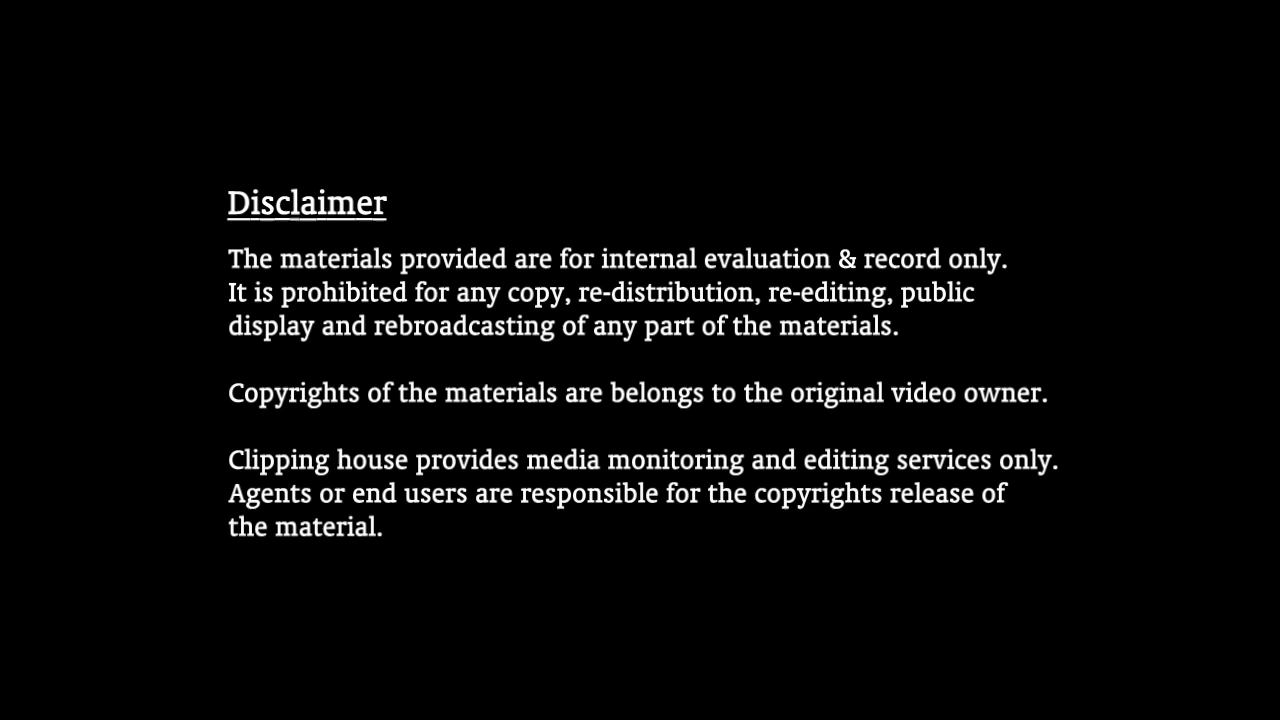 Disclaimer
The materials provided are for internal evaluation & record only.
It is prohibited for any copy, re-distribution, re-editing, public
display and rebroadcasting of any part of the materials.
Copyrights of the materials are belongs to the original video owner.
Clipping house provides media monitoring and editing services only.
Agents or end users are responsible for the copyrights release of
the material.